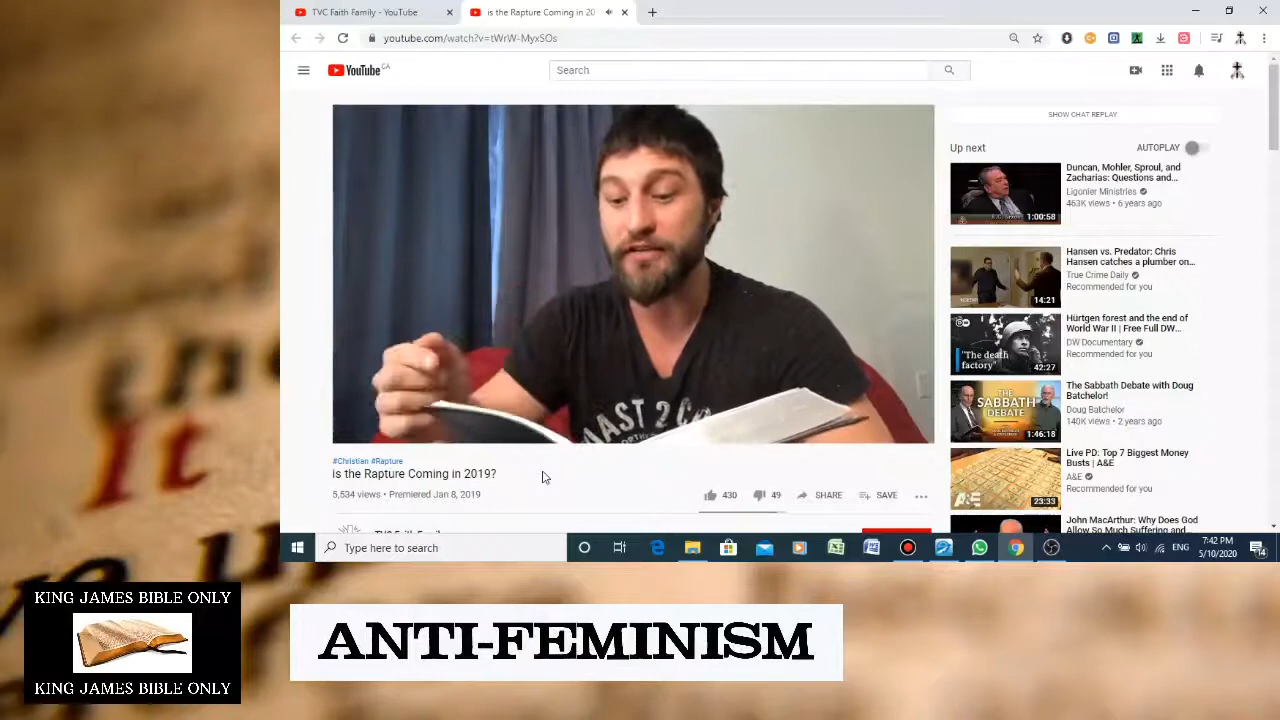 TVC Faith Family - YouTube
is the Rapture Coming in 20
youtube.com/watch?v=tWrW-MyxSOs
YouTube CA
Search
SHOW CHAT REPLAY
Up next
AUTOPLAY
Duncan, Mohler, Sproul, and
Zacharias: Questions and...
Ligonier Ministries
463K views • 6 years ago
1:00:58
Hansen vs. Predator: Chris
Hansen catches a plumber on...
True Crime Daily
Recommended for you
14:21
Hürtgen forest and the end of
World War II | Free Full DW...
DW Documentary
Recommended for you
"The death
factory"
42:27
The Sabbath Debate with Doug
Batchelor!
Doug Batchelor
140K views • 2 years ago
THE
SABBATH
DEBATE
1:46:18
Live PD: Top 7 Biggest Money
Busts | A&E
A&E
Recommended for you
A&E
23:33
John MacArthur: Why Does God
Allow So Much Suffering and
#Christian #Rapture
is the Rapture Coming in 2019?
5,534 views • Premiered Jan 8, 2019
430
49
SHARE
SAVE
TVC Faith Family
Type here to search
ENG
7:42 PM
5/10/2020
14
It
KING JAMES BIBLE ONLY
KING JAMES BIBLE ONLY
ANTI-FEMINISM